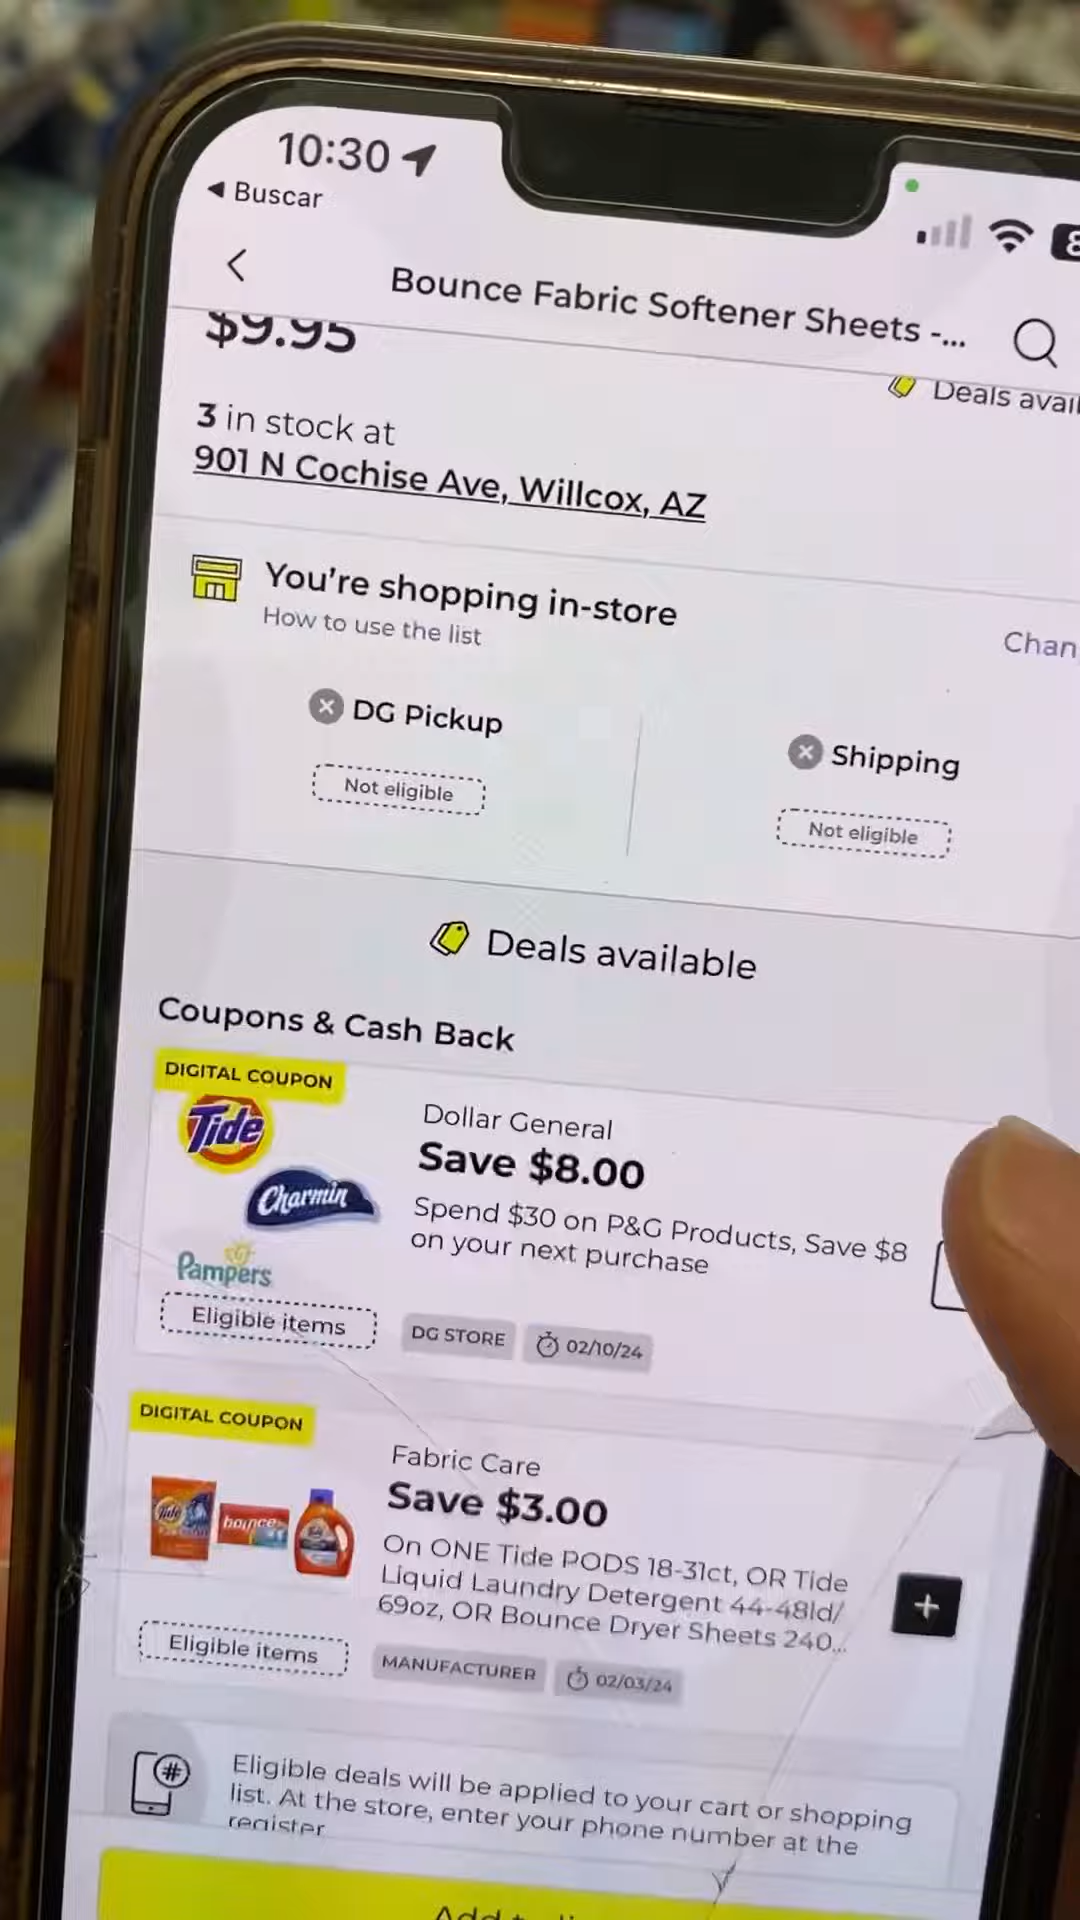 10:30
Buscar
Bounce Fabric Softener Sheets -...
$9.95
Deals avail
3 in stock at
901 N Cochise Ave, Willcox, AZ
You're shopping in-store
How to use the list
Chan
DG Pickup
Shipping
Not eligible
Not eligible
Deals available
Coupons & Cash Back
DIGITAL COUPON
Tide
Charmin
Pampers
Eligible items
Dollar General
Save $8.00
Spend $30 on P&G Products, Save $8
on your next purchase
DG STORE
02/10/24
DIGITAL COUPON
Tide
bounce
Eligible items
Fabric Care
Save $3.00
On ONE Tide PODS 18-31ct, OR Tide
Liquid Laundry Detergent 44-48ld/
69oz, OR Bounce Dryer Sheets 240...
MANUFACTURER
02/03/24
Eligible deals will be applied to your cart or shopping
list. At the store, enter your phone number at the
register
Add